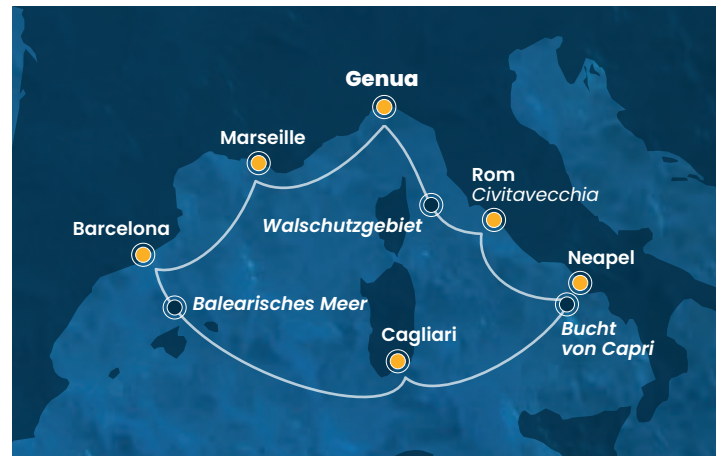 Genua
Marseille
Rom
Civitavecchia
Walschutzgebiet
Barcelona
Neapel
Balearisches Meer
Cagliari
Bucht
von Capri